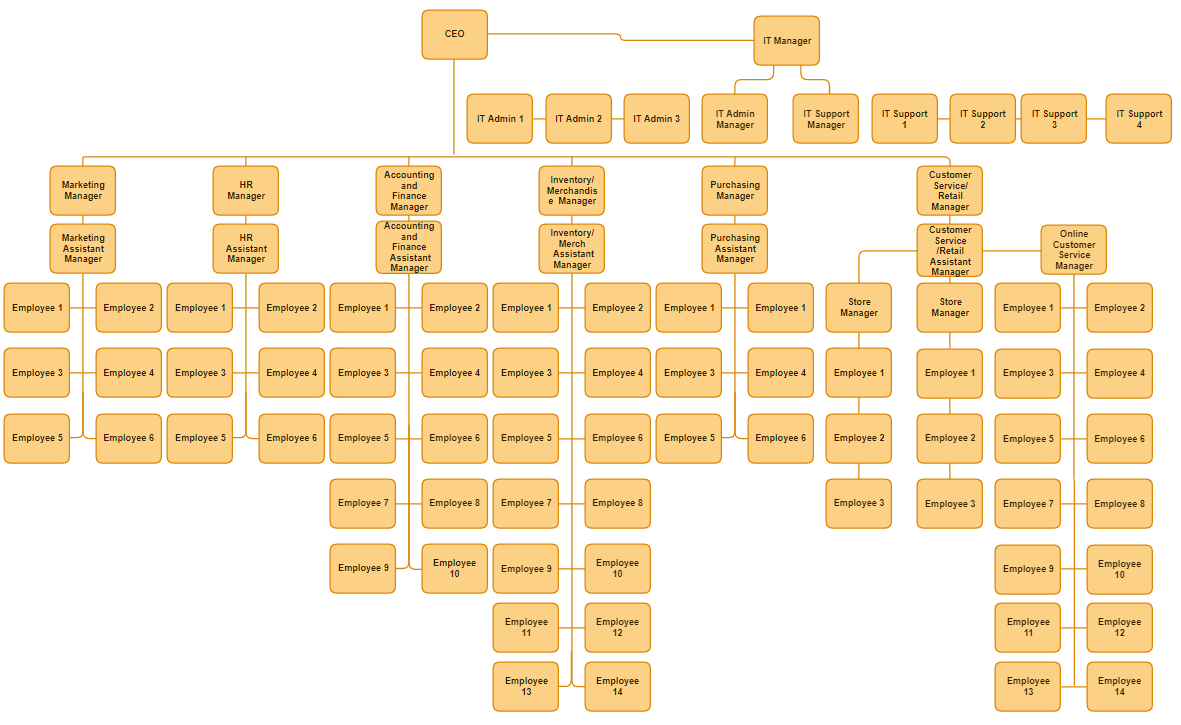 CEO
IT Manager
IT Admin 1
IT Admin 2
IT Admin 3
IT Admin
Manager
IT Support
Manager
IT Support
1
IT Support
2
IT Support
3
IT Support
4
Marketing
Manager
HR
Manager
Accounting
and
Finance
Manager
Inventory/
Merchandis
e Manager
Purchasing
Manager
Customer
Service/
Retail
Manager
Marketing
Assistant
Manager
HR
Assistant
Manager
Accounting
and
Finance
Assistant
Manager
Inventory/
Merch
Assistant
Manager
Purchasing
Assistant
Manager
Customer
Service
/Retail
Assistant
Manager
Online
Customer
Service
Manager
Employee 1
Employee 2
Employee 1
Employee 2
Employee 1
Employee 2
Employee 1
Employee 2
Employee 1
Employee 1
Store
Manager
Store
Manager
Employee 1
Employee 2
Employee 3
Employee 4
Employee 3
Employee 4
Employee 3
Employee 4
Employee 3
Employee 4
Employee 3
Employee 4
Employee 1
Employee 1
Employee 3
Employee 4
Employee 5
Employee 6
Employee 5
Employee 6
Employee 5
Employee 6
Employee 5
Employee 6
Employee 5
Employee 6
Employee 2
Employee 2
Employee 5
Employee 6
Employee 7
Employee 8
Employee 7
Employee 8
Employee 3
Employee 3
Employee 7
Employee 8
Employee 9
Employee
10
Employee 9
Employee
10
Employee 9
Employee
10
Employee
11
Employee
12
Employee
11
Employee
12
Employee
13
Employee
14
Employee
13
Employee
14